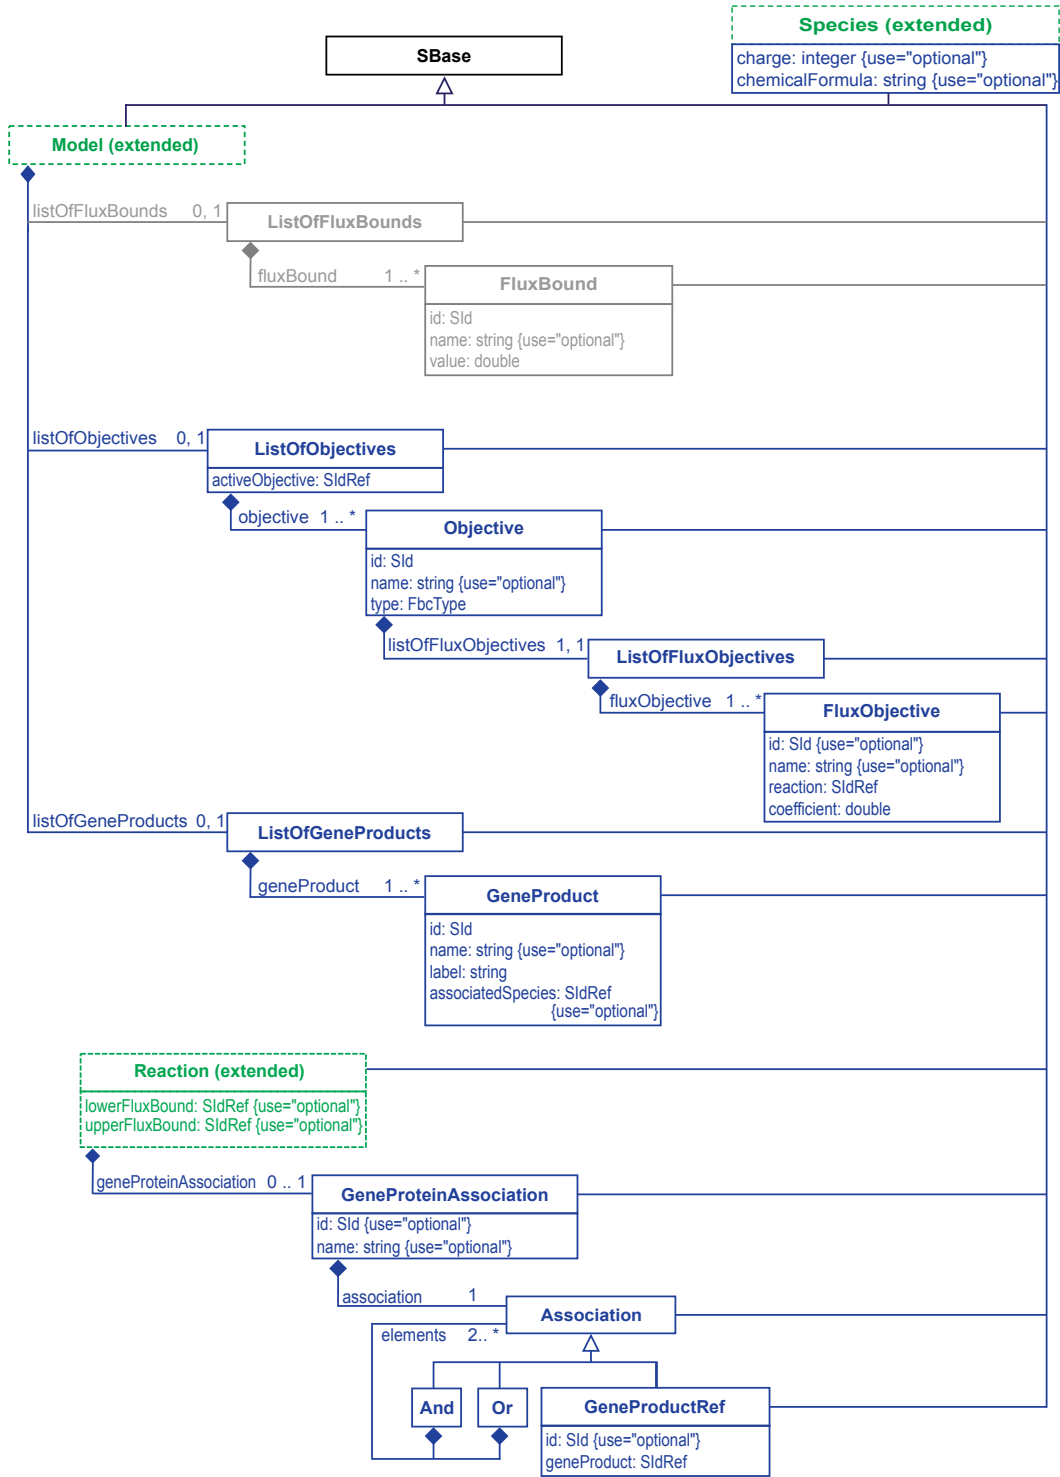 Species (extended)
charge: integer {use="optional"}
chemicalFormula: string {use="optional"}
SBase
Model (extended)
listOfFluxBounds 0, 1
ListOfFluxBounds
fluxBound 1 .. *
FluxBound
id: SId
name: string {use="optional"}
value: double
listOfObjectives 0, 1
ListOfObjectives
activeObjective: SIdRef
objective 1 .. *
Objective
id: SId
name: string {use="optional"}
type: FbcType
listOfFluxObjectives 1, 1
ListOfFluxObjectives
fluxObjective 1 .. *
FluxObjective
id: SId {use="optional"}
name: string {use="optional"}
reaction: SIdRef
coefficient: double
listOfGeneProducts 0, 1
ListOfGeneProducts
geneProduct 1 .. *
GeneProduct
id: SId
name: string {use="optional"}
label: string
associatedSpecies: SIdRef
{use="optional"}
Reaction (extended)
lowerFluxBound: SIdRef {use="optional"}
upperFluxBound: SIdRef {use="optional"}
geneProteinAssociation 0 .. 1
GeneProteinAssociation
id: SId {use="optional"}
name: string {use="optional"}
association 1
Association
elements 2.. *
And
Or
GeneProductRef
id: SId {use="optional"}
geneProduct: SIdRef